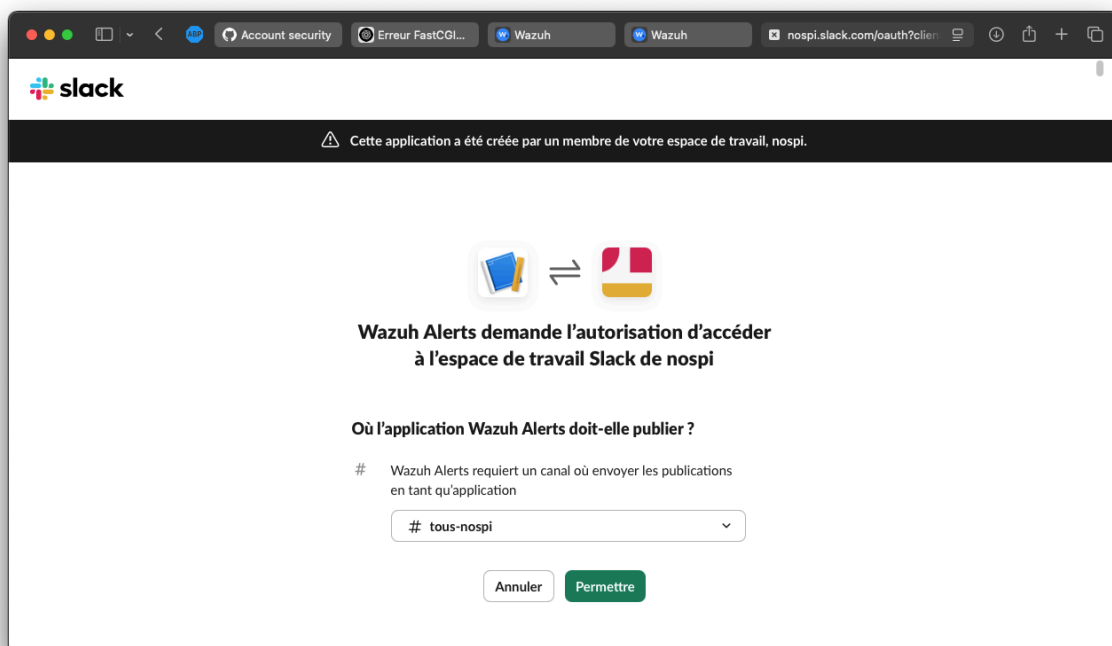 Account security
Erreur FastCGI...
Wazuh
Wazuh
nospi.slack.com/oauth?clien
ABP
slack
Cette application a été créée par un membre de votre espace de travail, nospi.
Wazuh Alerts demande l’autorisation d’accéder
à l’espace de travail Slack de nospi
Où l’application Wazuh Alerts doit-elle publier ?
# Wazuh Alerts requiert un canal où envoyer les publications
en tant qu’application
# tous-nospi
Annuler
Permettre